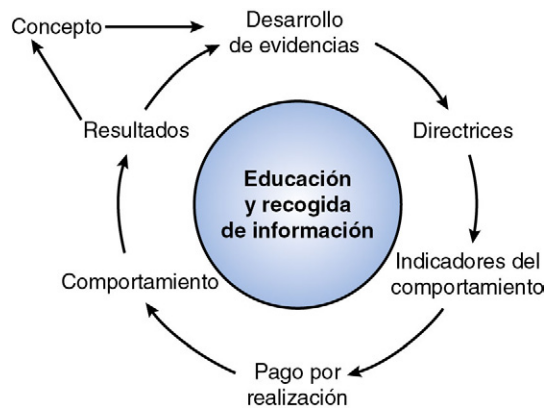 Concepto
Desarrollo
de evidencias
Resultados
Directrices
Educación
y recogida
de información
Comportamiento
Indicadores del
comportamiento
Pago por
realización